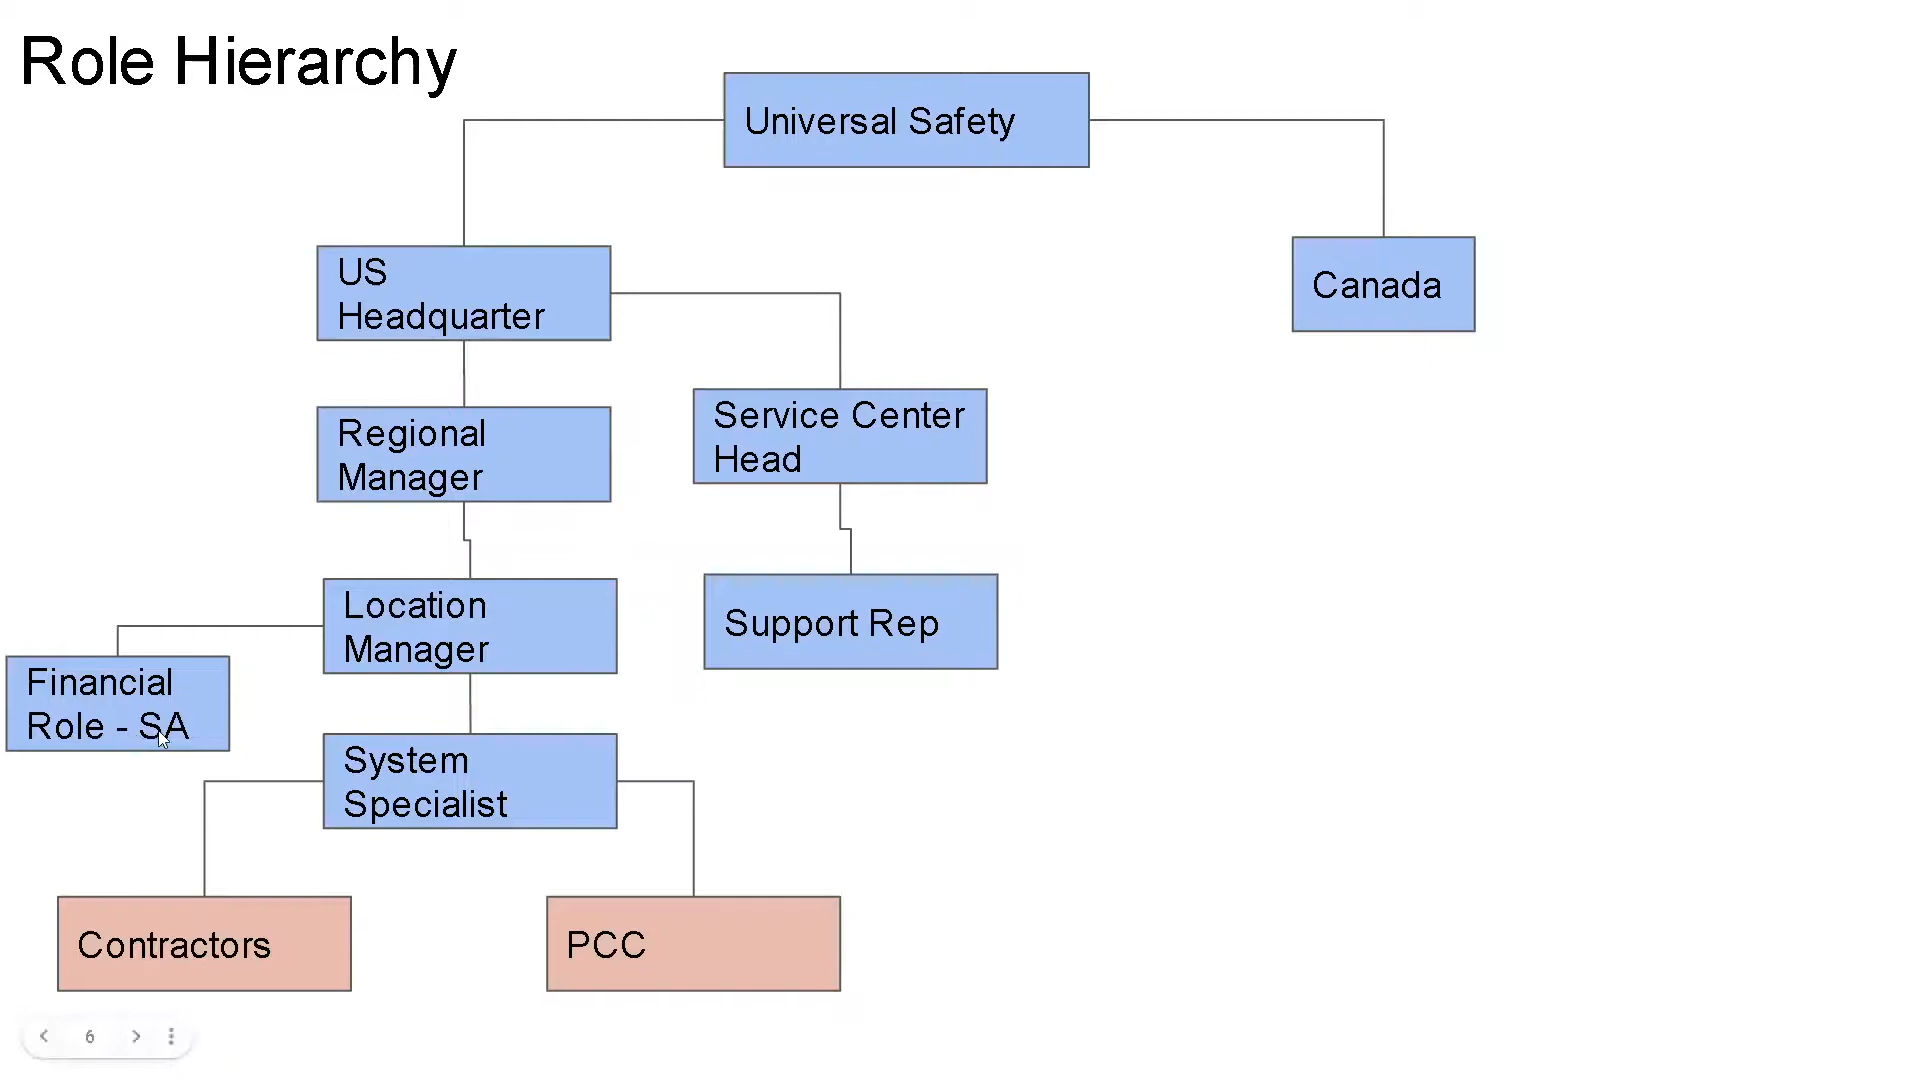 Role Hierarchy
Universal Safety
US
Headquarter
Canada
Regional
Manager
Service Center
Head
Location
Manager
Support Rep
Financial
Role - SA
System
Specialist
Contractors
PCC
6